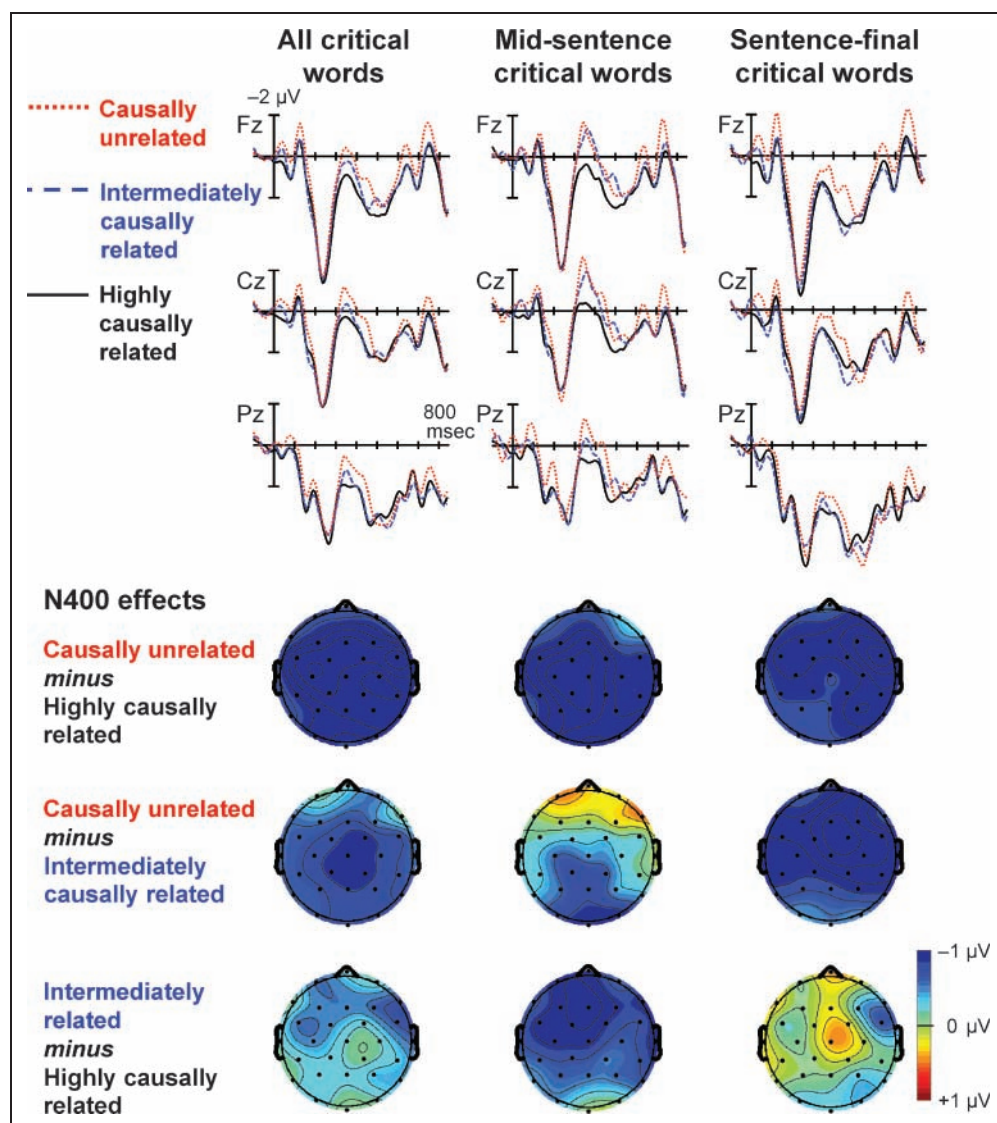 All critical
words
Mid-sentence
critical words
Sentence-final
critical words
Causally
unrelated
Intermediately
causally
related
Highly
causally
related
–2 µV
Fz
Fz
Fz
Cz
Cz
Cz
Pz
800
msec
Pz
Pz
N400 effects
Causally unrelated
minus
Highly causally
related
Causally unrelated
minus
Intermediately
causally related
Intermediately
related
minus
Highly causally
related
–1 µV
0 µV
+1 µV